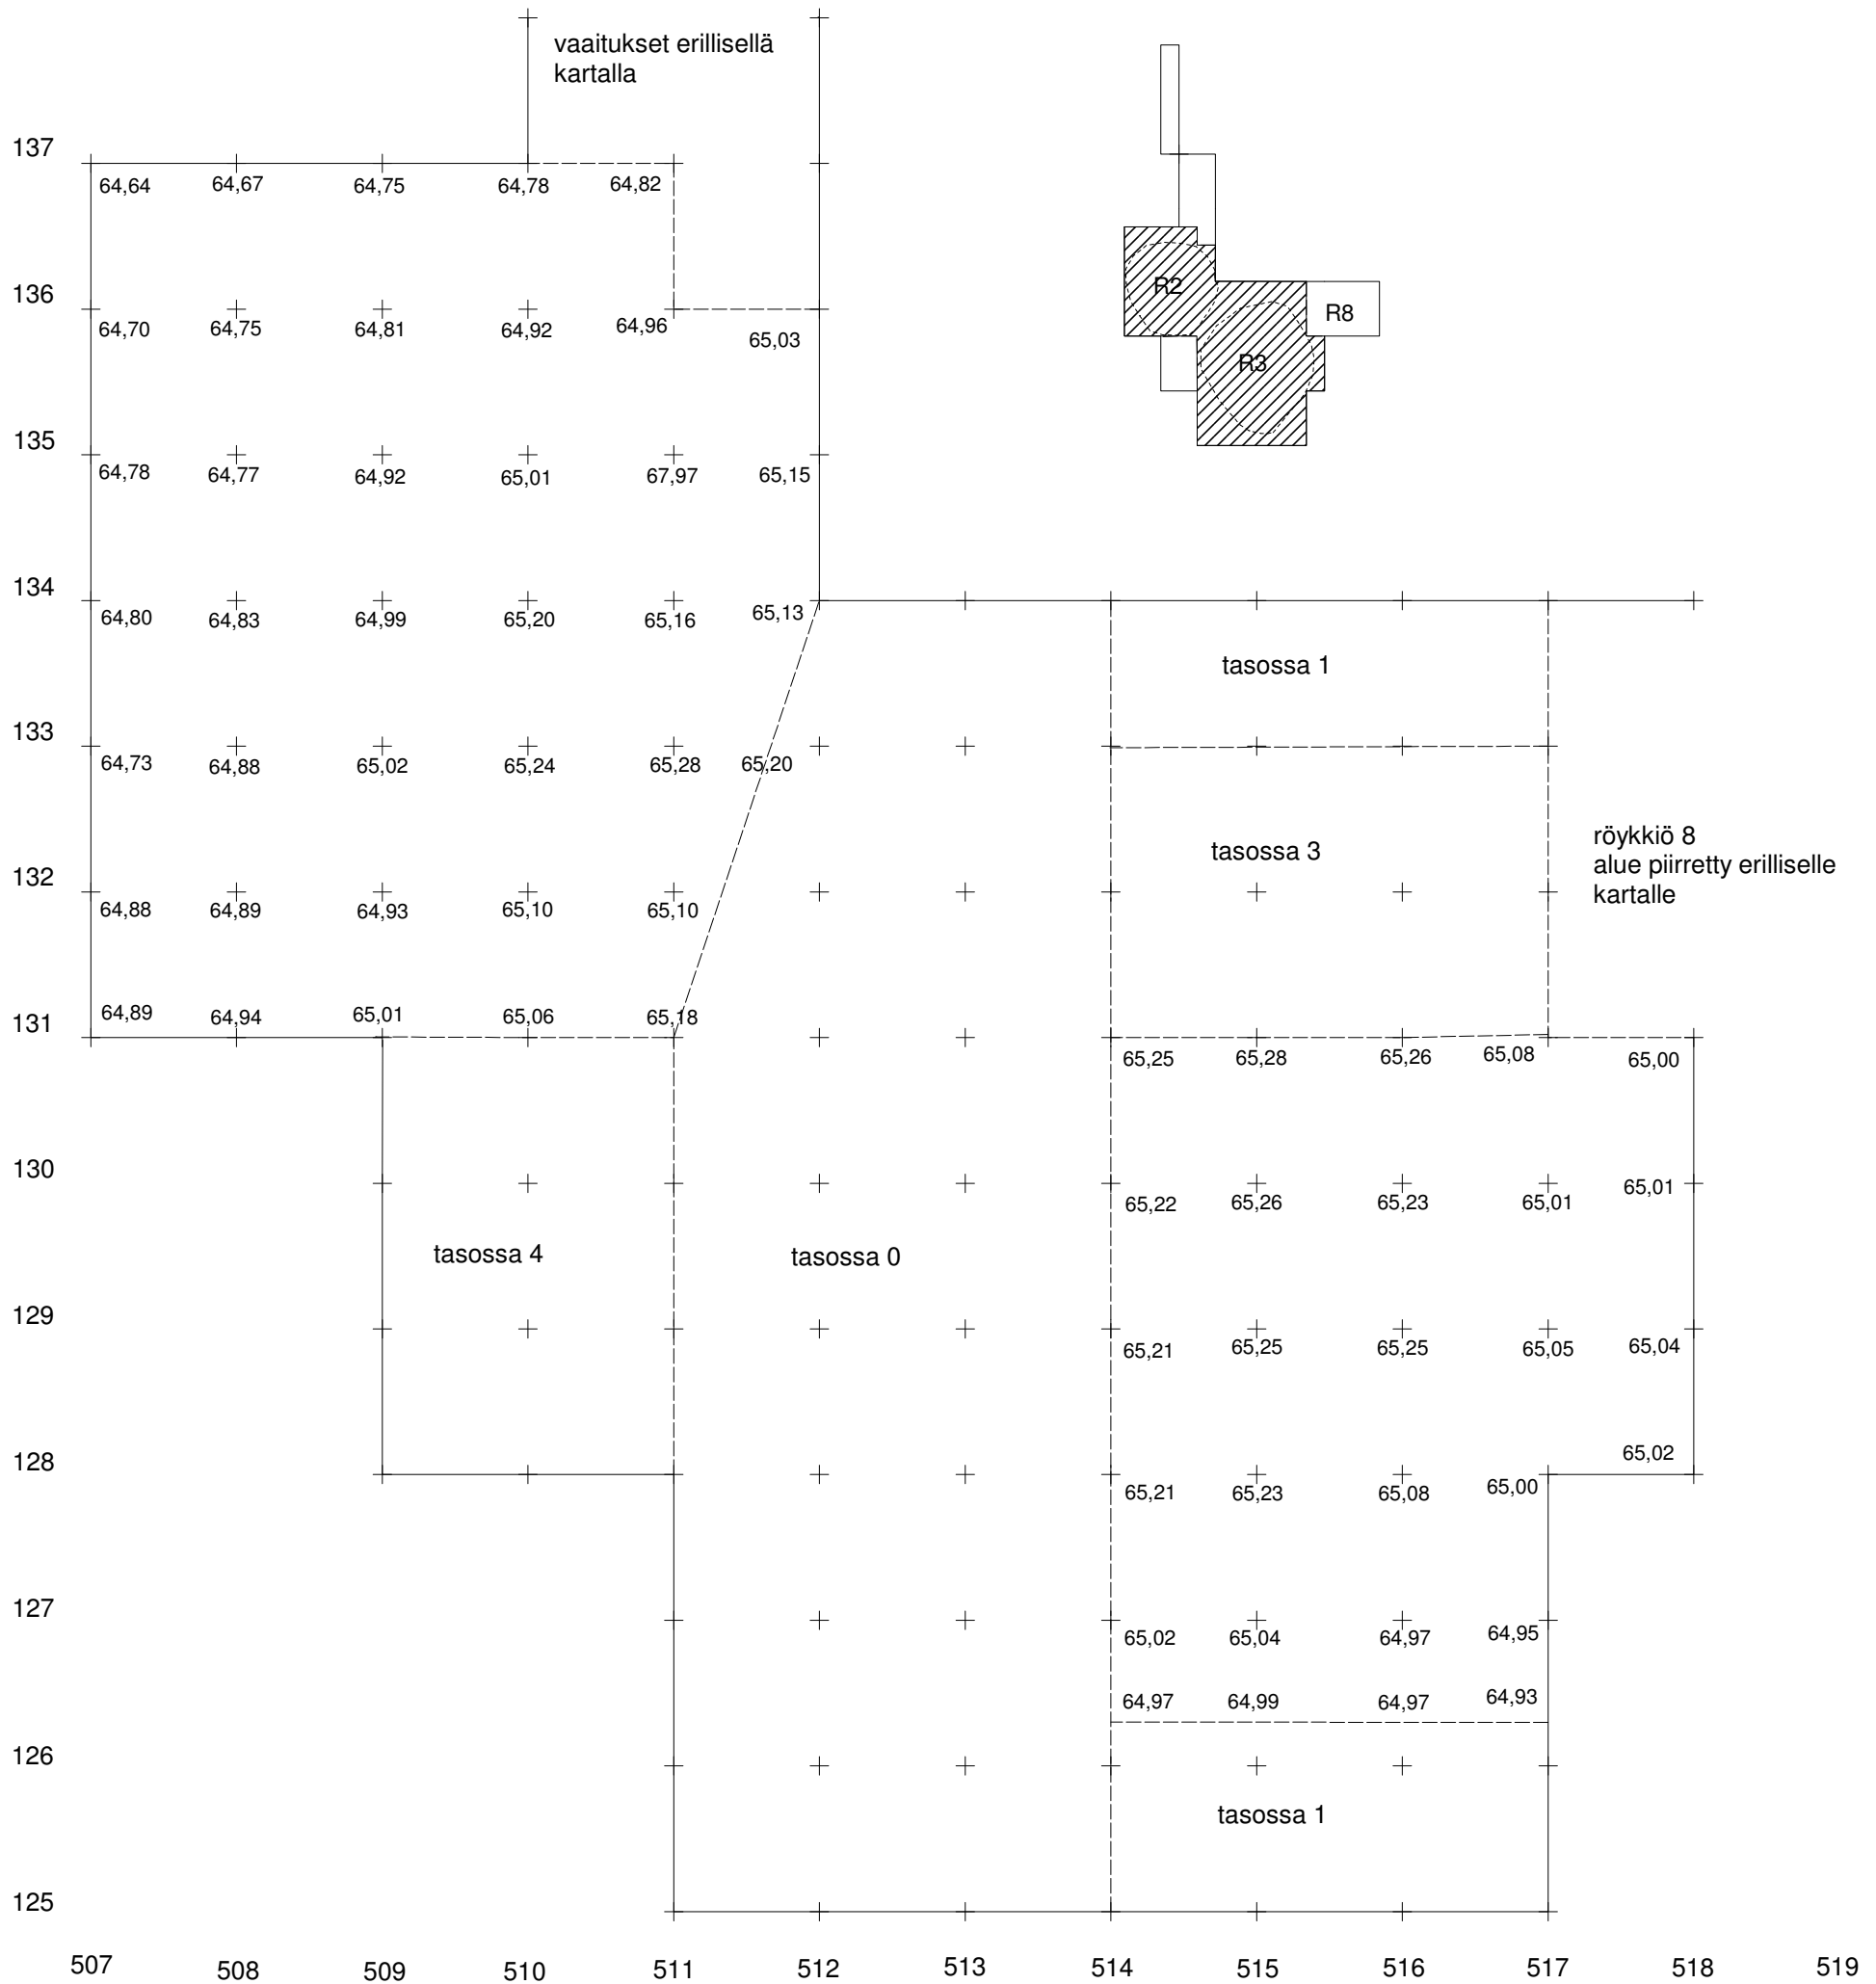 vaaitukset erillisellä
kartalla
137
64,64 64,67 64,75 64,78 64,82
R2
R8
R3
136
64,70 64,75 64,81 64,92 64,96 65,03
135
64,78 64,77 64,92 65,01 67,97 65,15
134
64,80 64,83 64,99 65,20 65,16 65,13
tasossa 1
133
64,73 64,88 65,02 65,24 65,28 65,20
tasossa 3
röykkiö 8
alue piirretty erilliselle
kartalle
132
64,88 64,89 64,93 65,10 65,10
64,89 64,94 65,01 65,06 65,18
131
65,25 65,28 65,26 65,08 65,00
130
65,22 65,26 65,23 65,01 65,01
tasossa 4 tasossa 0
129
65,21 65,25 65,25 65,05 65,04
128
65,02
65,21 65,23 65,08 65,00
127
65,02 65,04 64,97 64,95
64,97 64,99 64,97 64,93
126
tasossa 1
125
507 508 509 510 511 512 513 514 515 516 517 518 519